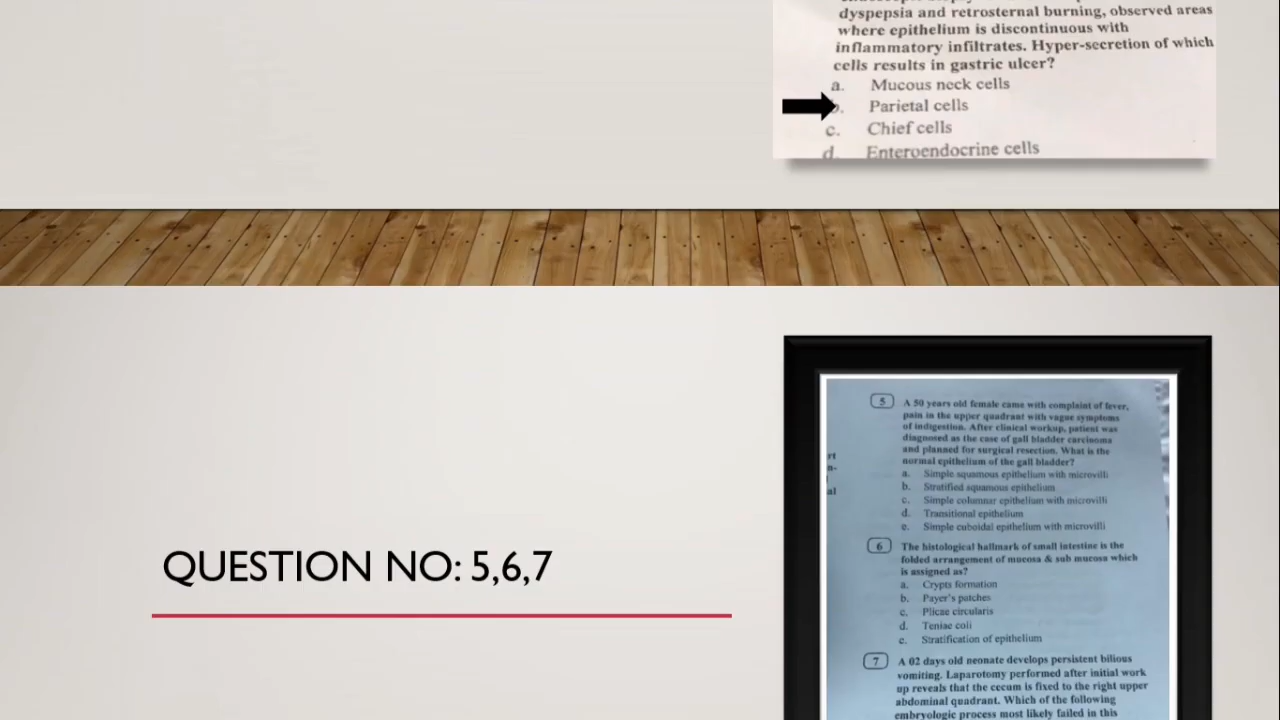 dyspepsia and retrosternal burning, observed areas
where epithelium is discontinuous with
inflammatory infiltrates. Hyper-secretion of which
cells results in gastric ulcer?
a. Mucous neck cells
b. Parietal cells
c. Chief cells
d. Enteroendocrine cells
QUESTION NO: 5,6,7
5 A 50 years old female came with complaint of fever,
pain in the upper quadrant with vague symptoms
of indigestion. After clinical workup, patient was
diagnosed as the case of gall bladder carcinoma
and planned for surgical resection. What is the
normal epithelium of the gall bladder?
a. Simple squamous epithelium with microvilli
b. Stratified squamous epithelium
c. Simple columnar epithelium with microvilli
d. Transitional epithelium
e. Simple cuboidal epithelium with microvilli
6 The histological hallmark of small intestine is the
folded arrangement of mucosa & sub mucosa which
is assigned as?
a. Crypts formation
b. Payer's patches
c. Plicae circularis
d. Teniae coli
e. Stratification of epithelium
7 A 02 days old neonate develops persistent bilious
vomiting. Laparotomy performed after initial work
up reveals that the cecum is fixed to the right upper
abdominal quadrant. Which of the following
embryologic process most likely failed in this
rt
n-
al